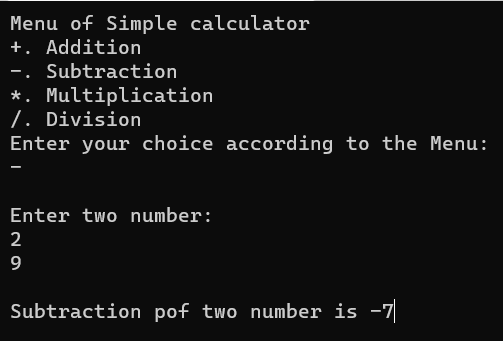 Menu of Simple calculator
+. Addition
-. Subtraction
*. Multiplication
/. Division
Enter your choice according to the Menu:
-
Enter two number:
2
9
Subtraction pof two number is -7